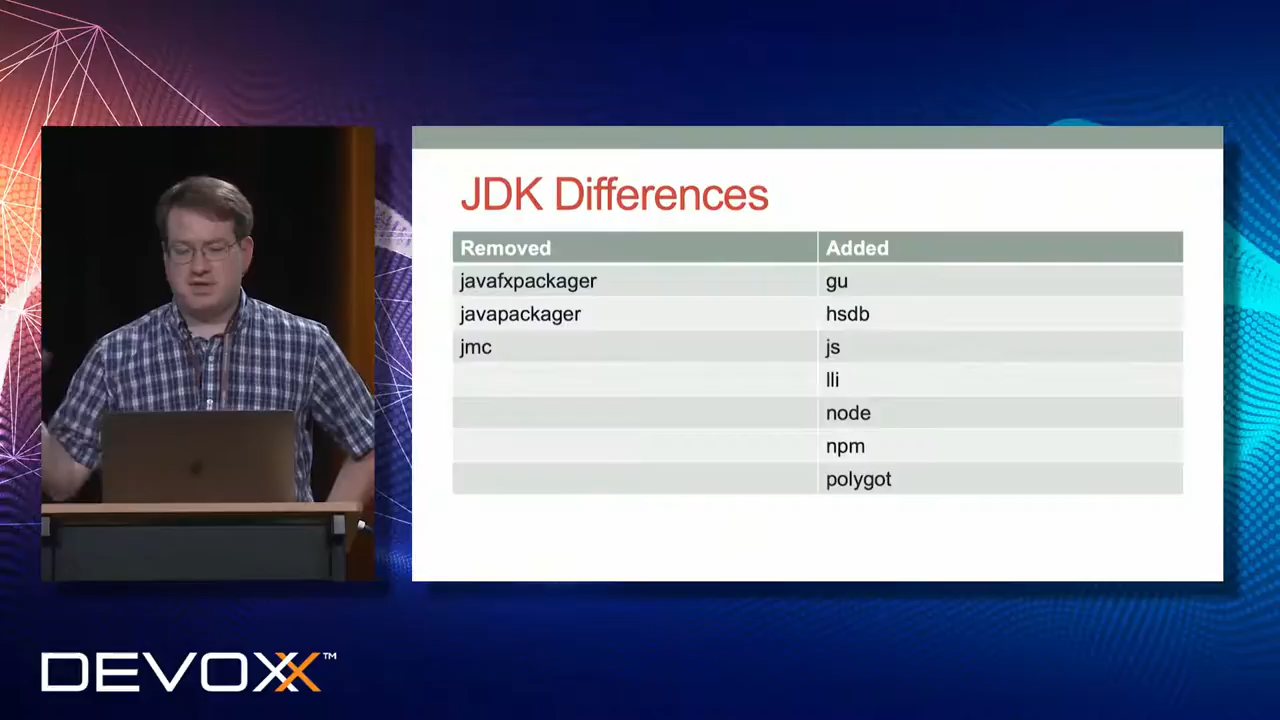 JDK Differences
Removed Added
javafxpackager gu
javapackager hsdb
jmc js
lli
node
npm
polygot
DEVOXX™